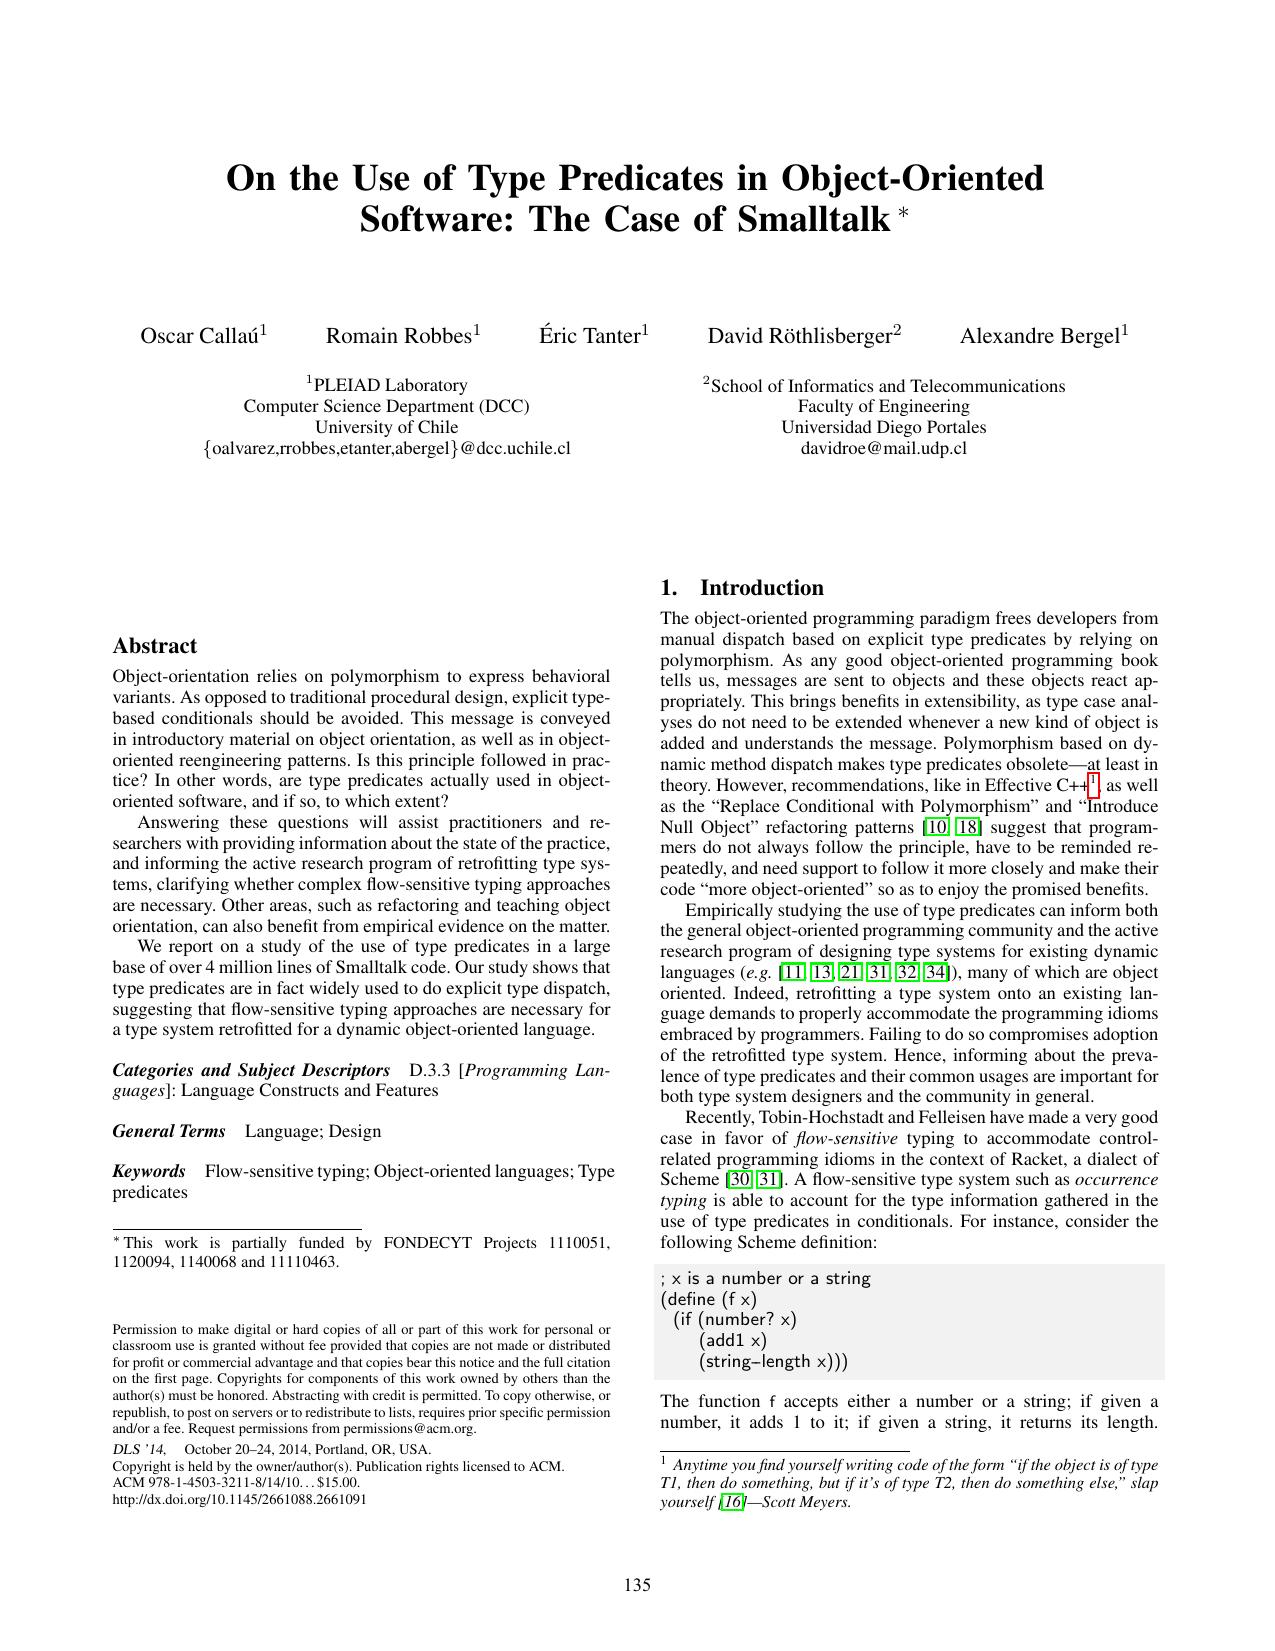 On the Use of Type Predicates in Object-Oriented
Software: The Case of Smalltalk *
Oscar Callaú1 Romain Robbes1 Éric Tanter1 David Röthlisberger2 Alexandre Bergel1
1PLEIAD Laboratory
Computer Science Department (DCC)
University of Chile
{oalvarez,rrobbes,etanter,abergel}@dcc.uchile.cl
2School of Informatics and Telecommunications
Faculty of Engineering
Universidad Diego Portales
davidroe@mail.udp.cl
Abstract
Object-orientation relies on polymorphism to express behavioral
variants. As opposed to traditional procedural design, explicit type-
based conditionals should be avoided. This message is conveyed
in introductory material on object orientation, as well as in object-
oriented reengineering patterns. Is this principle followed in prac-
tice? In other words, are type predicates actually used in object-
oriented software, and if so, to which extent?
Answering these questions will assist practitioners and re-
searchers with providing information about the state of the practice,
and informing the active research program of retrofitting type sys-
tems, clarifying whether complex flow-sensitive typing approaches
are necessary. Other areas, such as refactoring and teaching object
orientation, can also benefit from empirical evidence on the matter.
We report on a study of the use of type predicates in a large
base of over 4 million lines of Smalltalk code. Our study shows that
type predicates are in fact widely used to do explicit type dispatch,
suggesting that flow-sensitive typing approaches are necessary for
a type system retrofitted for a dynamic object-oriented language.
Categories and Subject Descriptors D.3.3 [Programming Lan-
guages]: Language Constructs and Features
General Terms Language; Design
Keywords Flow-sensitive typing; Object-oriented languages; Type
predicates
* This work is partially funded by FONDECYT Projects 1110051,
1120094, 1140068 and 11110463.
Permission to make digital or hard copies of all or part of this work for personal or
classroom use is granted without fee provided that copies are not made or distributed
for profit or commercial advantage and that copies bear this notice and the full citation
on the first page. Copyrights for components of this work owned by others than the
author(s) must be honored. Abstracting with credit is permitted. To copy otherwise, or
republish, to post on servers or to redistribute to lists, requires prior specific permission
and/or a fee. Request permissions from permissions@acm.org.
DLS '14, October 20–24, 2014, Portland, OR, USA.
Copyright is held by the owner/author(s). Publication rights licensed to ACM.
ACM 978-1-4503-3211-8/14/10...$15.00.
http://dx.doi.org/10.1145/2661088.2661091
1. Introduction
The object-oriented programming paradigm frees developers from
manual dispatch based on explicit type predicates by relying on
polymorphism. As any good object-oriented programming book
tells us, messages are sent to objects and these objects react ap-
propriately. This brings benefits in extensibility, as type case anal-
yses do not need to be extended whenever a new kind of object is
added and understands the message. Polymorphism based on dy-
namic method dispatch makes type predicates obsolete—at least in
theory. However, recommendations, like in Effective C++1, as well
as the "Replace Conditional with Polymorphism" and "Introduce
Null Object" refactoring patterns [10, 18] suggest that program-
mers do not always follow the principle, have to be reminded re-
peatedly, and need support to follow it more closely and make their
code "more object-oriented" so as to enjoy the promised benefits.
Empirically studying the use of type predicates can inform both
the general object-oriented programming community and the active
research program of designing type systems for existing dynamic
languages (e.g. [11, 13, 21, 31, 32, 34]), many of which are object
oriented. Indeed, retrofitting a type system onto an existing lan-
guage demands to properly accommodate the programming idioms
embraced by programmers. Failing to do so compromises adoption
of the retrofitted type system. Hence, informing about the preva-
lence of type predicates and their common usages are important for
both type system designers and the community in general.
Recently, Tobin-Hochstadt and Felleisen have made a very good
case in favor of flow-sensitive typing to accommodate control-
related programming idioms in the context of Racket, a dialect of
Scheme [30, 31]. A flow-sensitive type system such as occurrence
typing is able to account for the type information gathered in the
use of type predicates in conditionals. For instance, consider the
following Scheme definition:
; x is a number or a string
(define (f x)
(if (number? x)
(add1 x)
(string–length x)))
The function f accepts either a number or a string; if given a
number, it adds 1 to it; if given a string, it returns its length.
1 Anytime you find yourself writing code of the form "if the object is of type
T1, then do something, but if it's of type T2, then do something else," slap
yourself [16]—Scott Meyers.
135